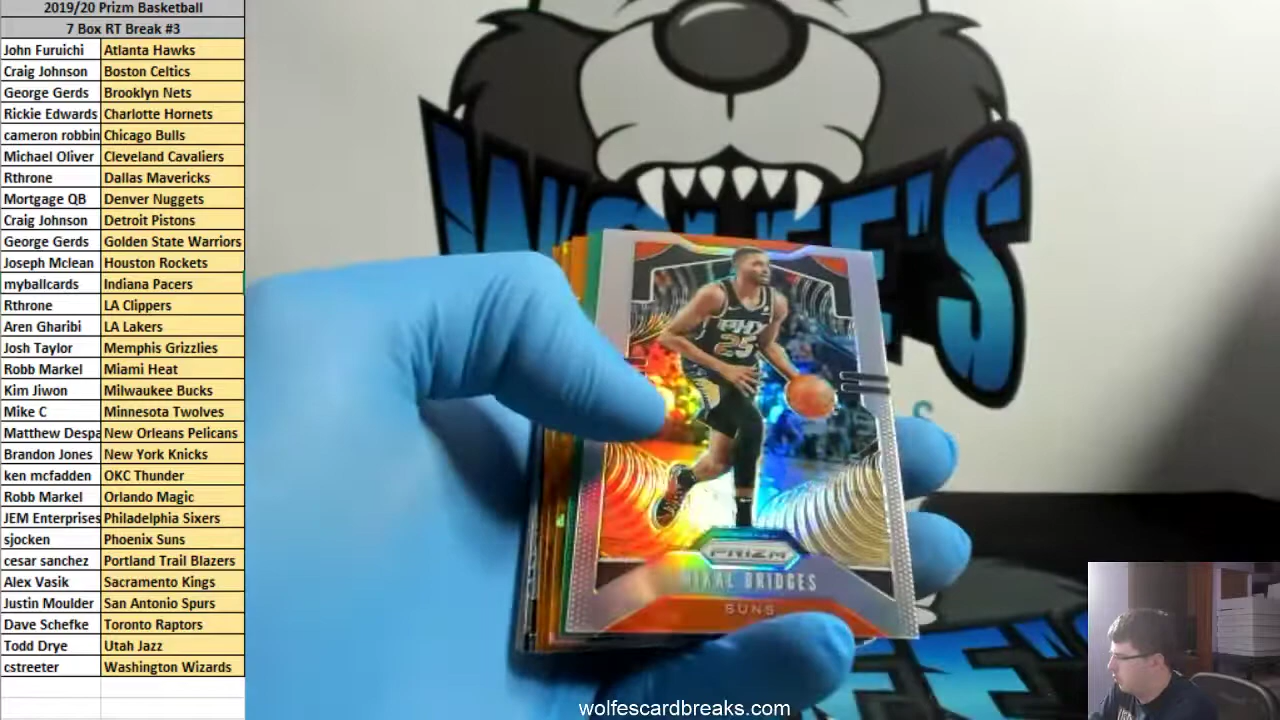 2019/20 Prizm Basketball
7 Box RT Break #3
John Furuichi Atlanta Hawks
Craig Johnson Boston Celtics
George Gerds Brooklyn Nets
Rickie Edwards Charlotte Hornets
cameron robbin Chicago Bulls
Michael Oliver Cleveland Cavaliers
Rthrone Dallas Mavericks
Mortgage QB Denver Nuggets
Craig Johnson Detroit Pistons
George Gerds Golden State Warriors
Joseph Mclean Houston Rockets
myballcards Indiana Pacers
Rthrone LA Clippers
Aren Gharibi LA Lakers
Josh Taylor Memphis Grizzlies
Robb Markel Miami Heat
Kim Jiwon Milwaukee Bucks
Mike C Minnesota Twolves
Matthew Despa New Orleans Pelicans
Brandon Jones New York Knicks
ken mcfadden OKC Thunder
Robb Markel Orlando Magic
JEM Enterprises Philadelphia Sixers
sjocken Phoenix Suns
cesar sanchez Portland Trail Blazers
Alex Vasik Sacramento Kings
Justin Moulder San Antonio Spurs
Dave Schefke Toronto Raptors
Todd Drye Utah Jazz
cstreeter Washington Wizards
WOLFE'S
PHX
25
PRIZM
MIKAL BRIDGES
SUNS
wolfescardbreaks.com